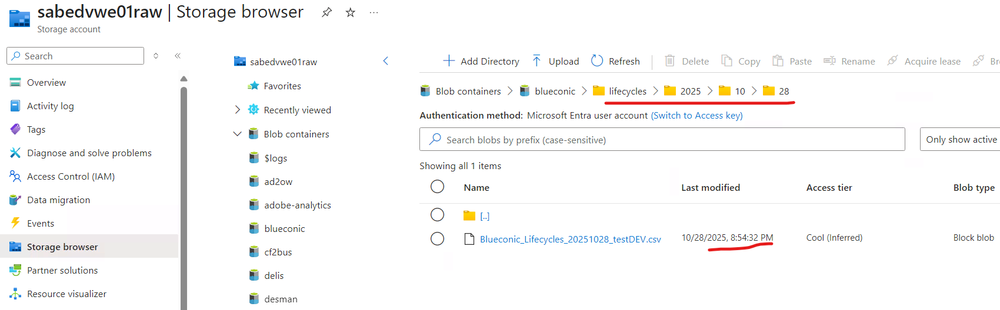 sabedvwe01raw | Storage browser
Storage account
Search
Overview
Activity log
Tags
Diagnose and solve problems
Access Control (IAM)
Data migration
Events
Storage browser
Partner solutions
Resource visualizer
sabedvwe01raw
Favorites
Recently viewed
Blob containers
$logs
ad2ow
adobe-analytics
blueconic
cf2bus
delis
desman
Add Directory Upload Refresh Delete Copy Paste Rename Acquire lease Br
Blob containers > blueconic > lifecycles > 2025 > 10 > 28
Authentication method: Microsoft Entra user account (Switch to Access key)
Search blobs by prefix (case-sensitive)
Only show active
Showing all 1 items
Name Last modified Access tier Blob type
[..]
Blueconic_Lifecycles_20251028_testDEV.csv 10/28/2025, 8:54:32 PM Cool (Inferred) Block blob